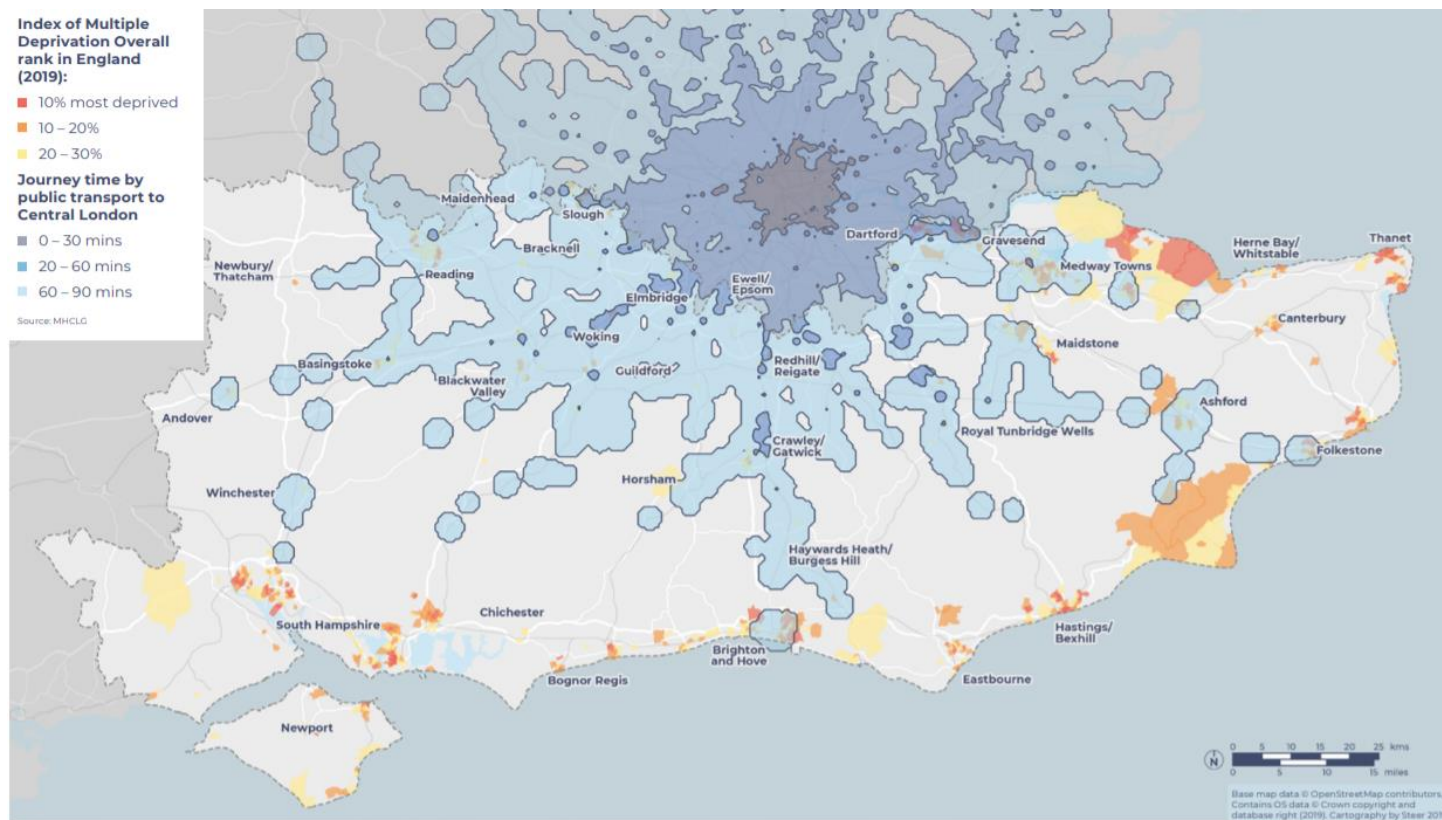 Index of Multiple
Deprivation Overall
rank in England
(2019):
10% most deprived
10 – 20%
20 – 30%
Journey time by
public transport to
Central London
0 – 30 mins
20 – 60 mins
60 – 90 mins
Source: MHCLG
Maidenhead
Slough
Dartford
Gravesend
Herne Bay/
Whitstable
Thanet
Bracknell
Newbury/
Thatcham
Reading
Medway Towns
Ewell/
Epsom
Elmbridge
Canterbury
Woking
Maidstone
Basingstoke
Guildford
Redhill/
Reigate
Blackwater
Valley
Ashford
Andover
Royal Tunbridge Wells
Crawley/
Gatwick
Folkestone
Horsham
Winchester
Haywards Heath/
Burgess Hill
Chichester
South Hampshire
Hastings/
Bexhill
Brighton
and Hove
Bognor Regis
Eastbourne
Newport
0 5 10 15 20 25 kms
0 5 10 15 miles
N
Base map data © OpenStreetMap contributors.
Contains OS data © Crown copyright and
database right (2019). Cartography by Steer 201